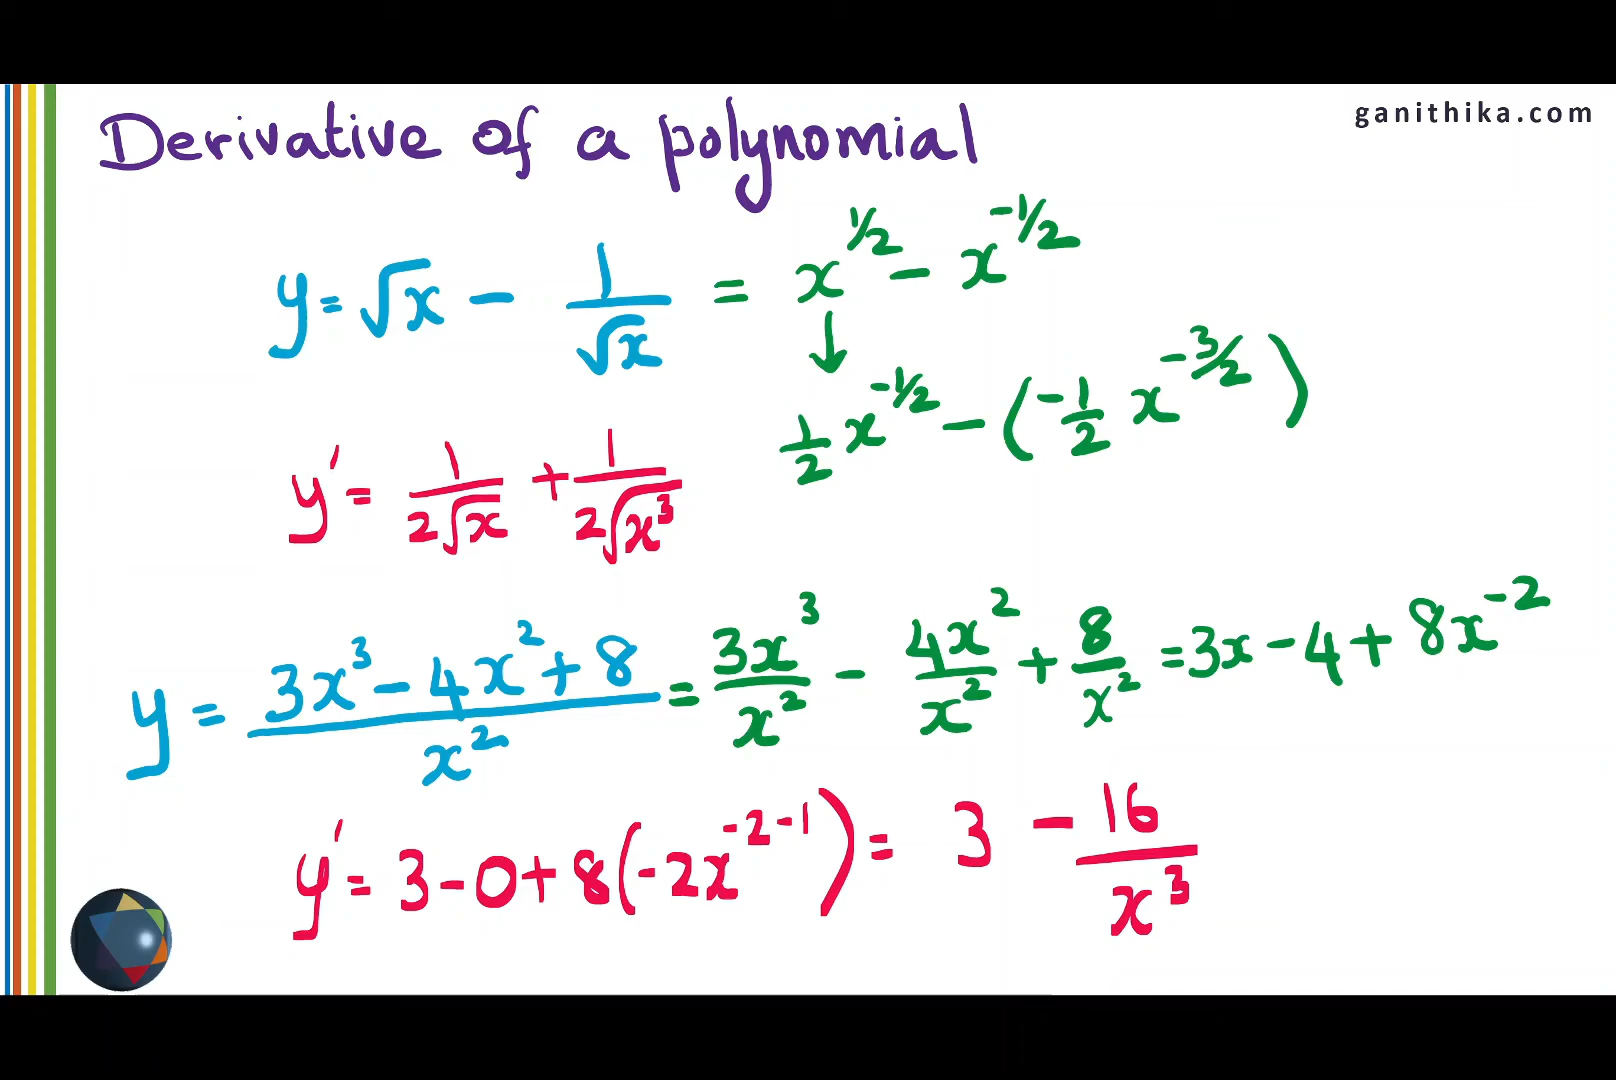 ganithika.com
Derivative of a polynomial
y = √x − 1/√x = x^(1/2) − x^(-1/2)
↓
1/2 x^(-1/2) − (-1/2 x^(-3/2))
y' = 1/(2√x) + 1/(2√x³)
y = (3x³ − 4x² + 8)/x² = 3x³/x² − 4x²/x² + 8/x² = 3x − 4 + 8x⁻²
y' = 3 − 0 + 8(-2x^(-2-1)) = 3 − 16/x³